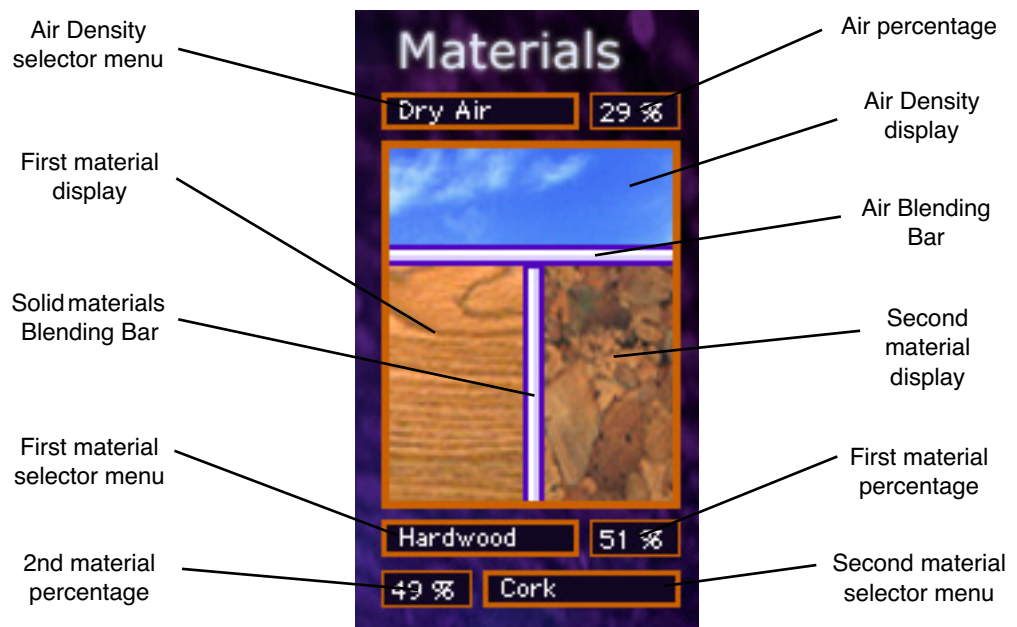 Air Density
selector menu
Materials
Air percentage
Dry Air
29 %
Air Density
display
First material
display
Air Blending
Bar
Solid materials
Blending Bar
Second
material
display
First material
selector menu
First material
percentage
Hardwood
51 %
2nd material
percentage
49 %
Cork
Second material
selector menu